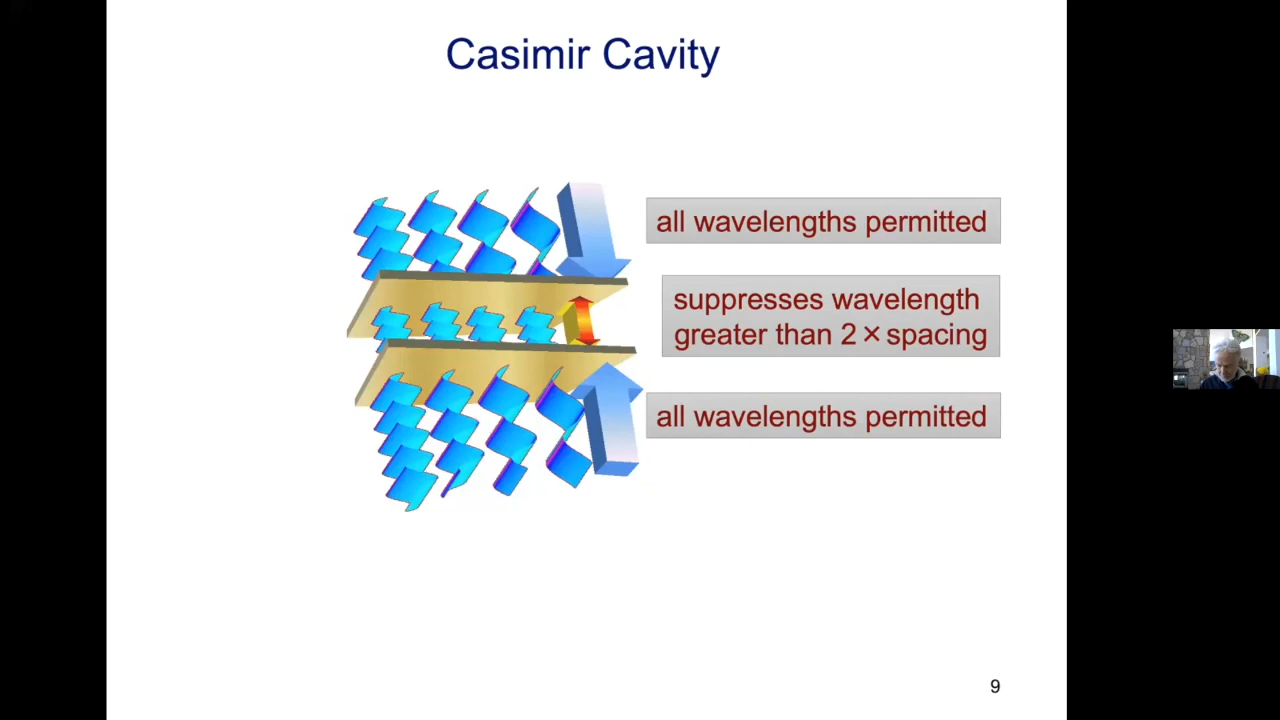 Casimir Cavity
all wavelengths permitted
suppresses wavelength
greater than 2 × spacing
all wavelengths permitted
9